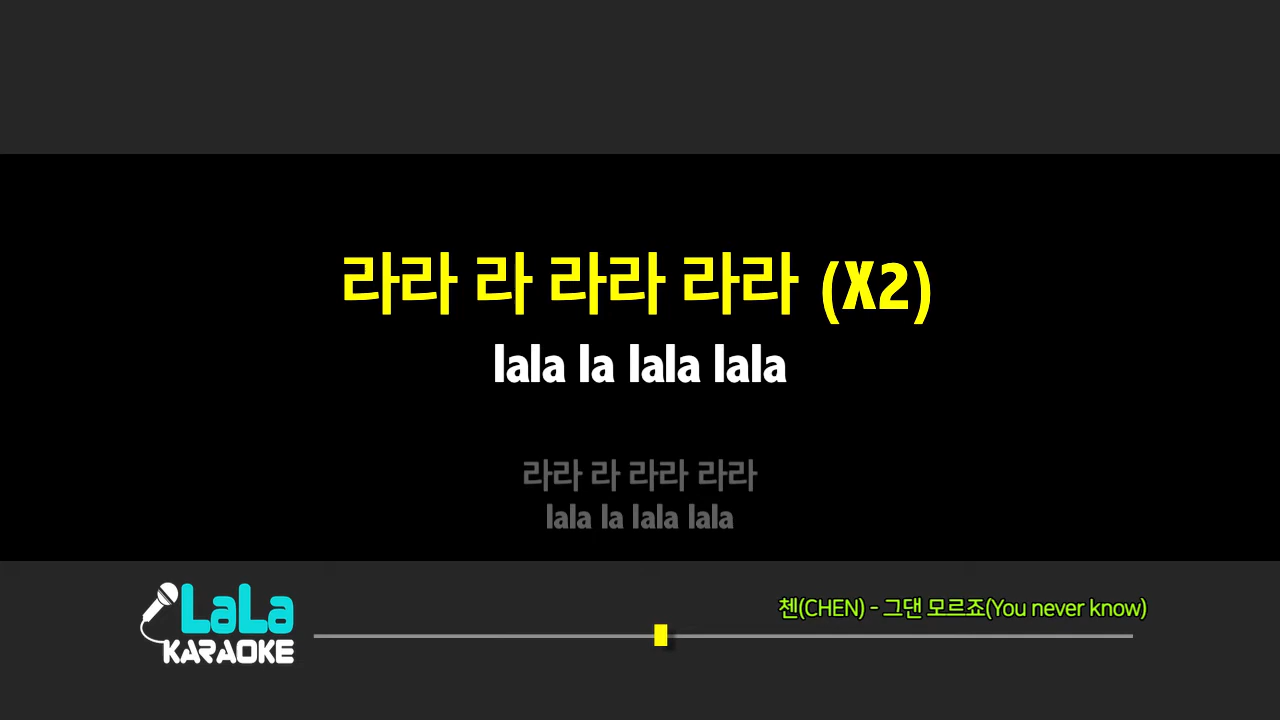 라라 라 라라 라라 (X2)
lala la lala lala
라라 라 라라 라라
lala la lala lala
LaLa
KARAOKE
첸(CHEN) - 그댄 모르죠(You never know)